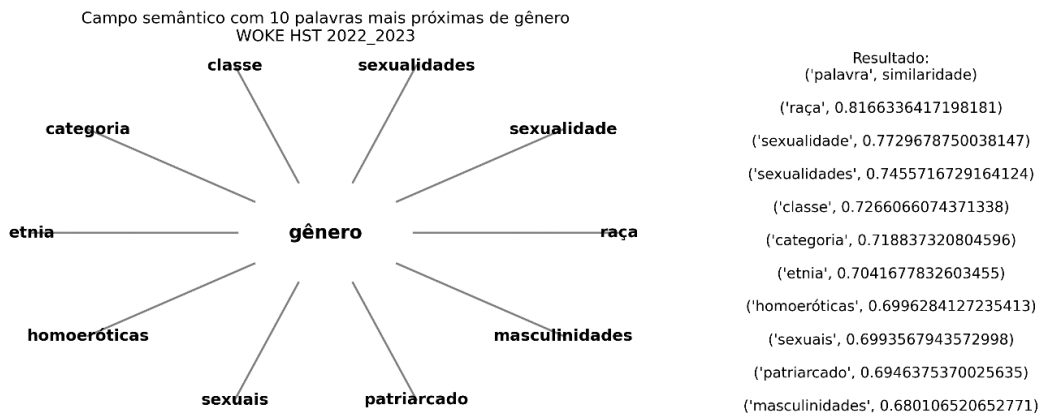 Campo semântico com 10 palavras mais próximas de gênero
WOKE HST 2022_2023
classe
sexualidades
categoria
sexualidade
etnia
gênero
raça
homoeróticas
masculinidades
sexuais
patriarcado
Resultado:
('palavra', similaridade)
('raça', 0.8166336417198181)
('sexualidade', 0.7729678750038147)
('sexualidades', 0.7455716729164124)
('classe', 0.7266066074371338)
('categoria', 0.718837320804596)
('etnia', 0.7041677832603455)
('homoeróticas', 0.6996284127235413)
('sexuais', 0.6993567943572998)
('patriarcado', 0.6946375370025635)
('masculinidades', 0.680106520652771)